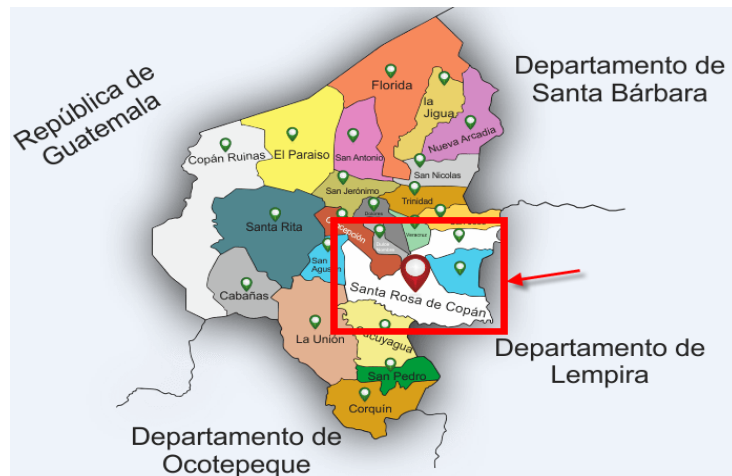 República de
Guatemala
Departamento de
Santa Bárbara
Florida
la
Jigua
Nueva Arcadia
Copán Ruinas
El Paraiso
San Antonio
San Nicolas
San Jerónimo
Trinidad
Santa Rita
Concepción
Veracruz
San
Agustín
Cabañas
Santa Rosa de Copán
La Unión
Cucuyagua
San Pedro
Corquín
Departamento de
Lempira
Departamento de
Ocotepeque